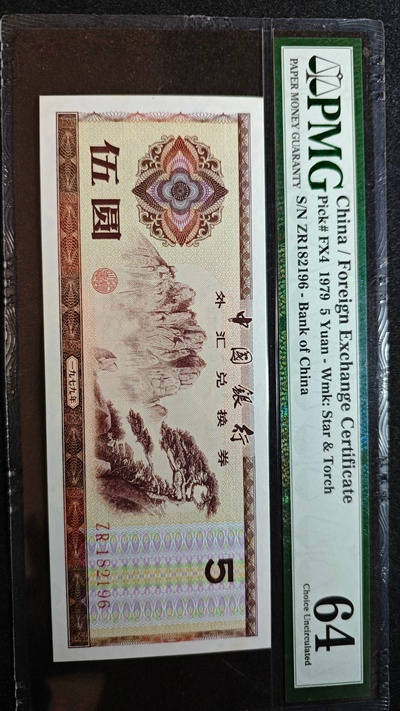 PMG
PAPER MONEY GUARANTY
China / Foreign Exchange Certificate
Pick# FX4 1979 5 Yuan - Wmk: Star & Torch
S/N ZR182196 - Bank of China
64
Choice Uncirculated
中國銀行
外汇兑换券
伍圆
一九七九年
5
ZR182196